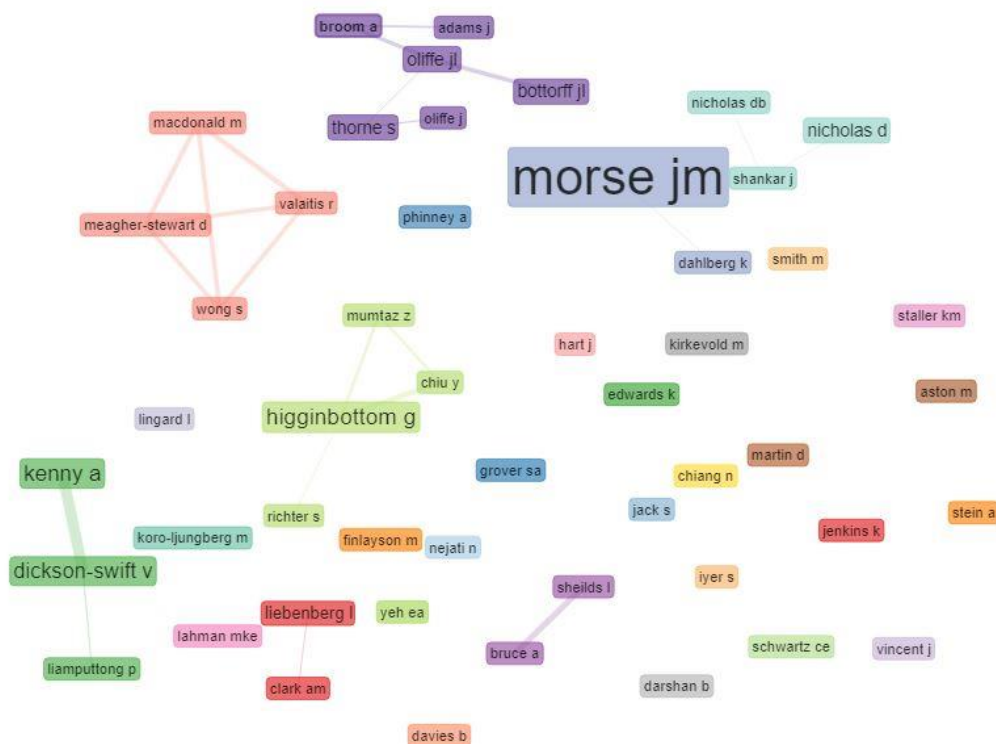 broom a
adams j
oliffe jl
bottorff jl
thorne s
oliffe j
macdonald m
nicholas db
nicholas d
morse jm
shankar j
valaitis r
meagher-stewart d
phinney a
dahlberg k
smith m
wong s
mumtaz z
staller km
hart j
kirkevold m
chiu y
edwards k
aston m
higginbottom g
lingard l
martin d
kenny a
grover sa
chiang n
richter s
jack s
stein a
koro-ljungberg m
finlayson m
nejati n
jenkins k
dickson-swift v
iyer s
sheilds l
liebenberg l
yeh ea
lahman mke
bruce a
schwartz ce
vincent j
liamputtong p
clark am
darshan b
davies b